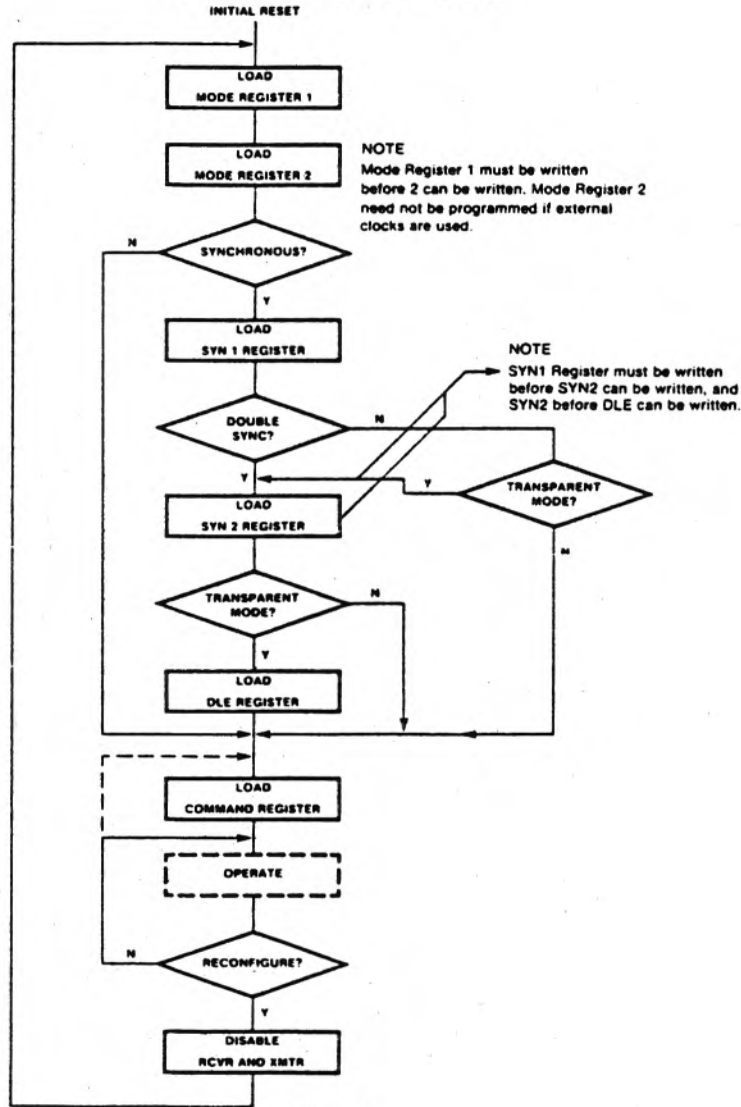 INITIAL RESET
LOAD
MODE REGISTER 1
LOAD
MODE REGISTER 2
NOTE
Mode Register 1 must be written
before 2 can be written. Mode Register 2
need not be programmed if external
clocks are used.
N
SYNCHRONOUS?
Y
LOAD
SYN 1 REGISTER
NOTE
SYN1 Register must be written
before SYN2 can be written, and
SYN2 before DLE can be written.
DOUBLE
SYNC?
N
Y
Y
TRANSPARENT
MODE?
LOAD
SYN 2 REGISTER
N
TRANSPARENT
MODE?
N
Y
LOAD
DLE REGISTER
LOAD
COMMAND REGISTER
OPERATE
N
RECONFIGURE?
Y
DISABLE
RCVR AND XMTR